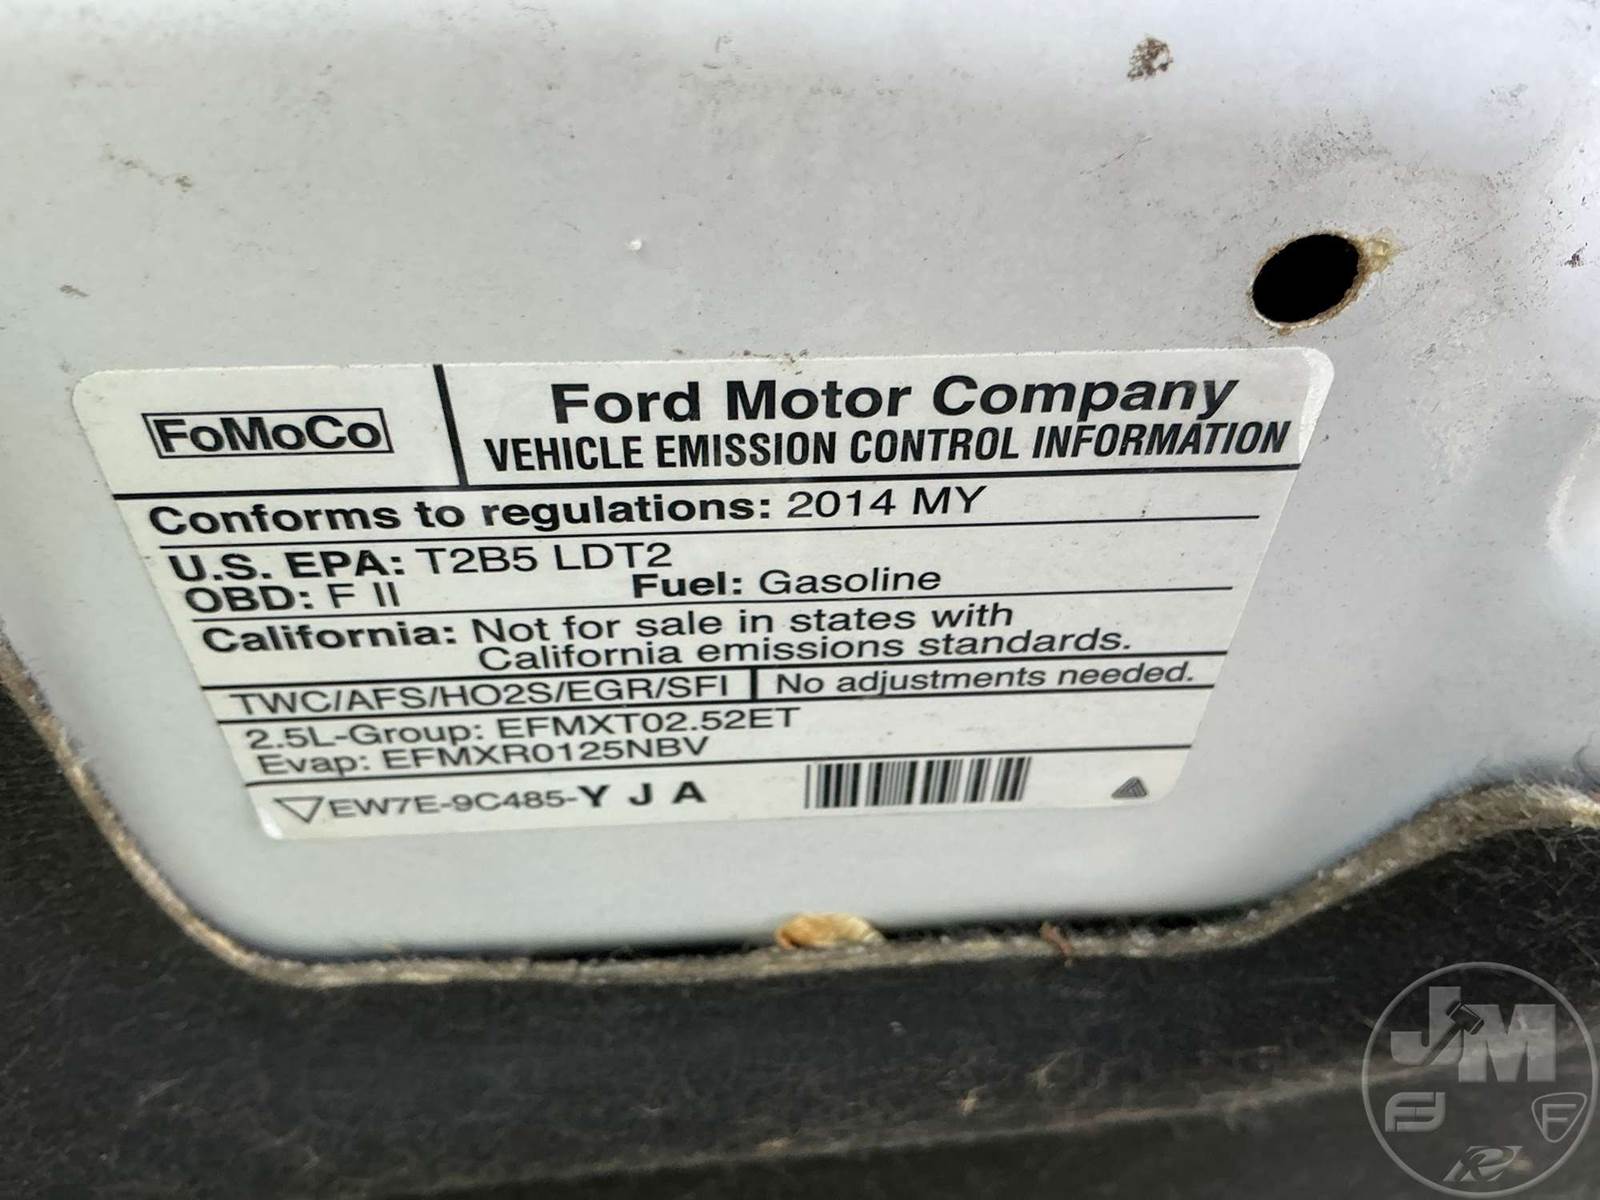 FoMoCo
Ford Motor Company
VEHICLE EMISSION CONTROL INFORMATION
Conforms to regulations: 2014 MY
U.S. EPA: T2B5 LDT2
OBD: F II Fuel: Gasoline
California: Not for sale in states with
California emissions standards.
TWC/AFS/HO2S/EGR/SFI No adjustments needed.
2.5L-Group: EFMXT02.52ET
Evap: EFMXR0125NBV
EW7E-9C485-Y J A
JM